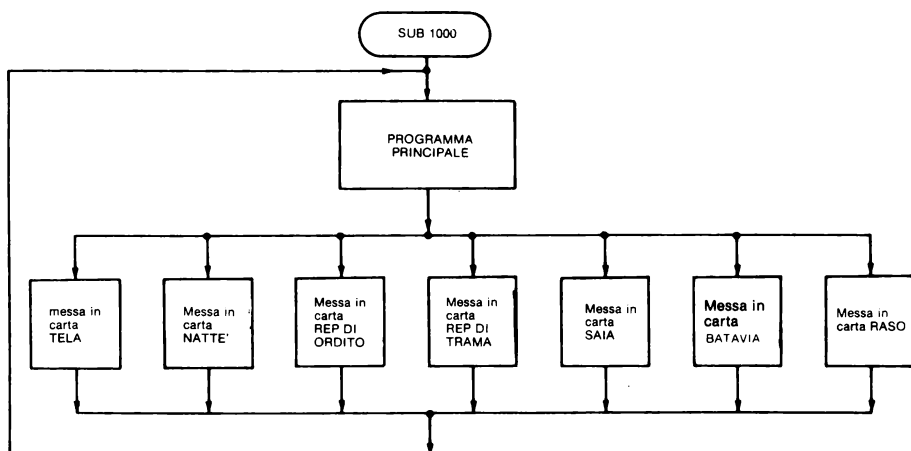 SUB 1000
PROGRAMMA
PRINCIPALE
messa in
carta
TELA
Messa in
carta
NATTE'
Messa in
carta
REP DI
ORDITO
Messa in
carta
REP DI
TRAMA
Messa in
carta
SAIA
Messa in
carta
BATAVIA
Messa in
carta RASO